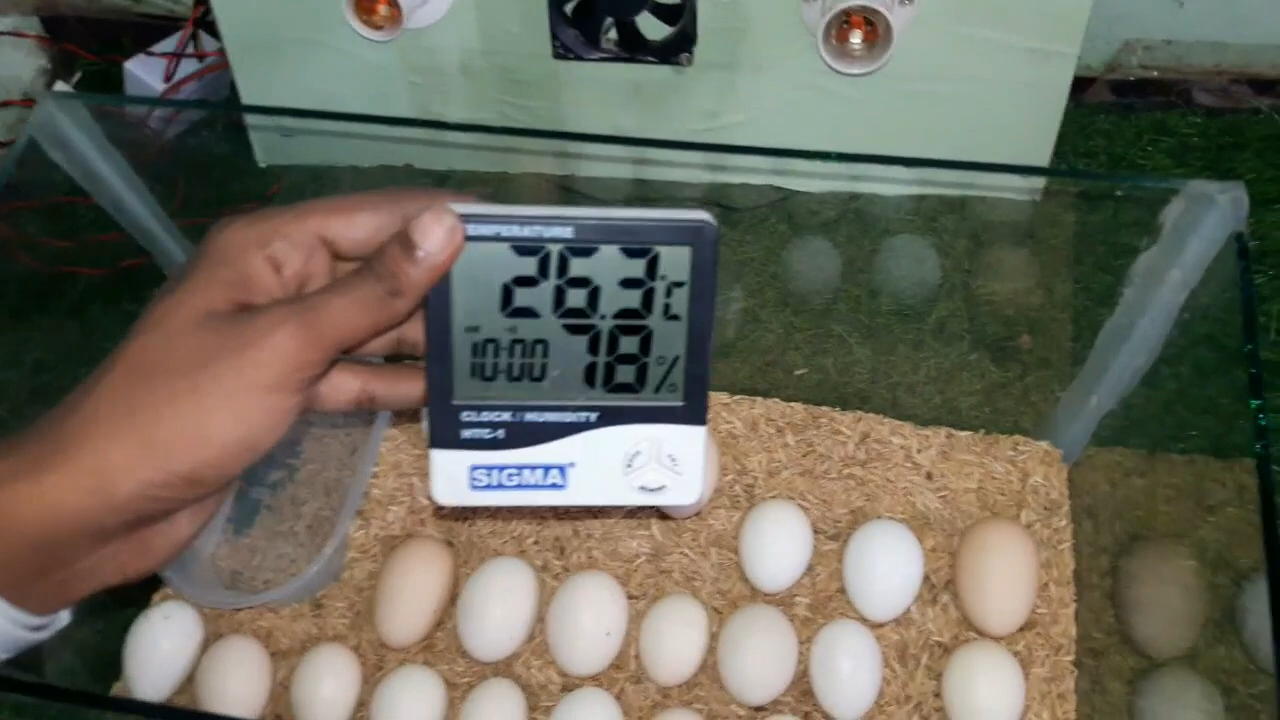 TEMPERATURE
26.3 °C
10:00 78 %
CLOCK / HUMIDITY
HTC-1
SIGMA